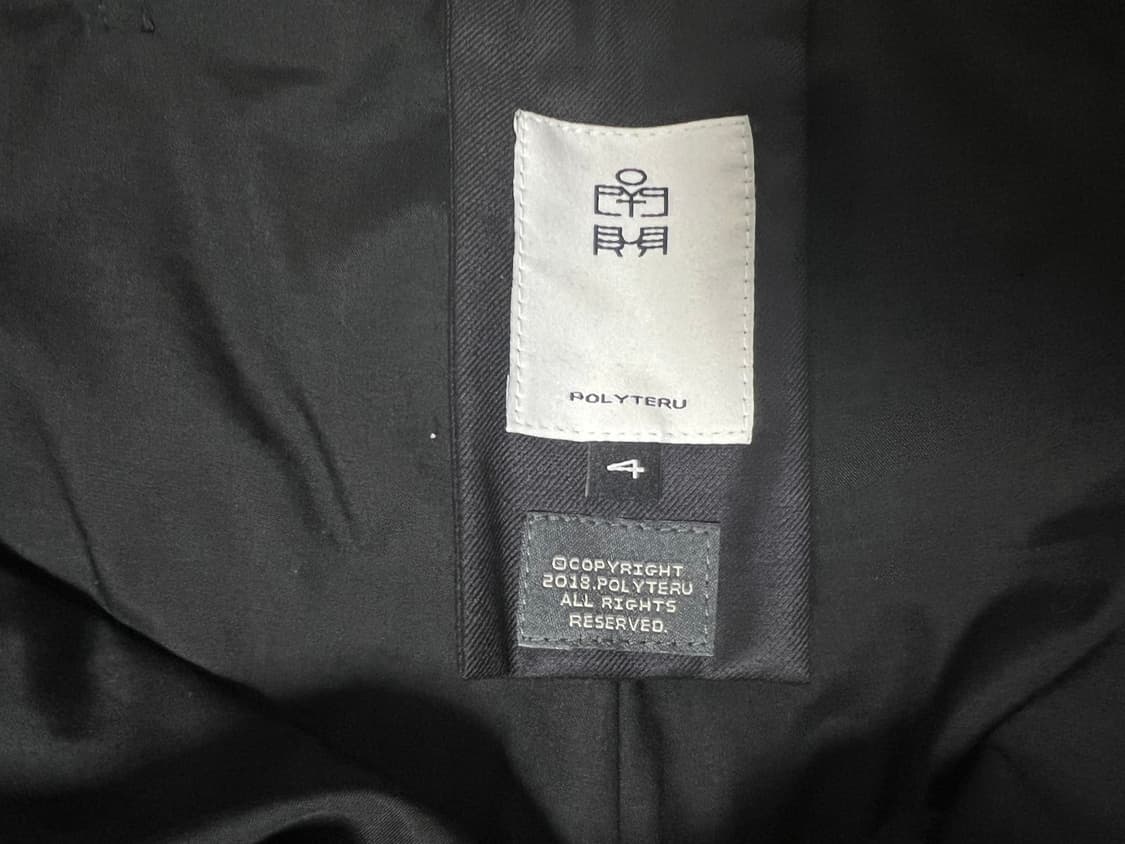 POLYTERU
4
©COPYRIGHT
2018.POLYTERU
ALL RIGHTS
RESERVED.